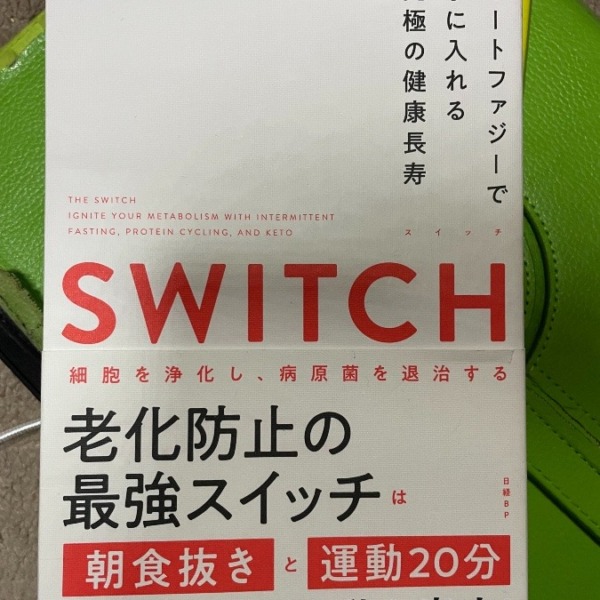 ートファジーで
に入れる
極の健康長寿
THE SWITCH
IGNITE YOUR METABOLISM WITH INTERMITTENT
FASTING, PROTEIN CYCLING, AND KETO
スイッチ
SWITCH
細胞を浄化し、病原菌を退治する
老化防止の
最強スイッチは
日経BP
朝食抜きと運動20分